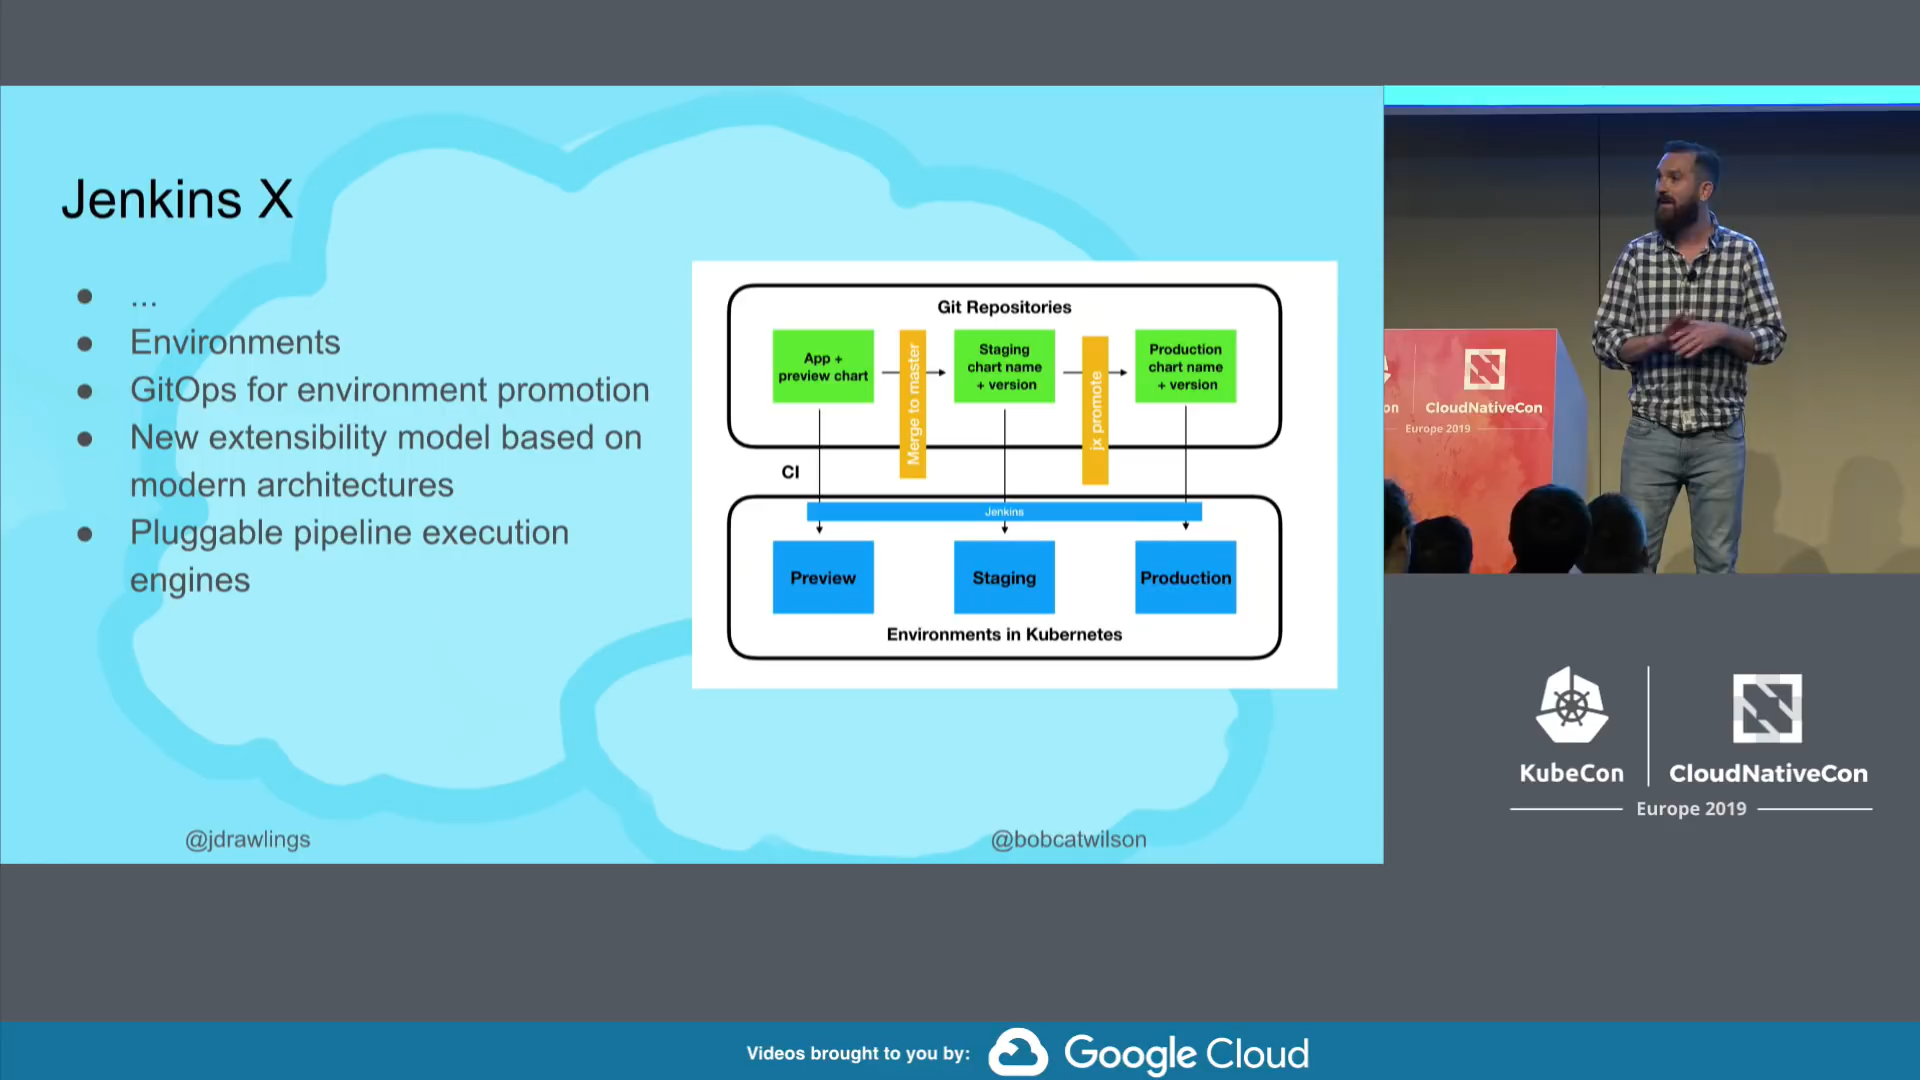 Jenkins X
...
Environments
GitOps for environment promotion
New extensibility model based on
modern architectures
Pluggable pipeline execution
engines
Git Repositories
App +
preview chart
Merge to master
Staging
chart name
+ version
jx promote
Production
chart name
+ version
CI
Jenkins
Preview
Staging
Production
Environments in Kubernetes
@jdrawlings
@bobcatwilson
on
CloudNativeCon
Europe 2019
KubeCon
CloudNativeCon
Europe 2019
Videos brought to you by:
Google Cloud